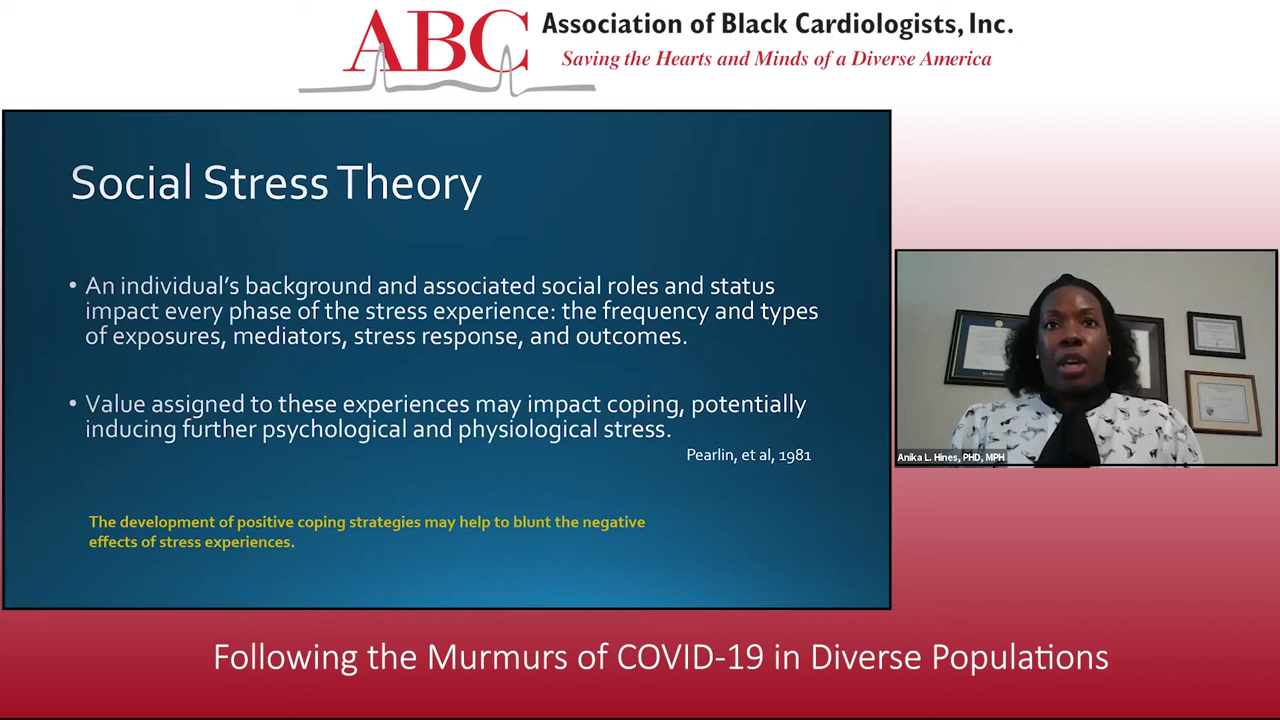 ABC
Association of Black Cardiologists, Inc.
Saving the Hearts and Minds of a Diverse America
Social Stress Theory
• An individual's background and associated social roles and status
impact every phase of the stress experience: the frequency and types
of exposures, mediators, stress response, and outcomes.
• Value assigned to these experiences may impact coping, potentially
inducing further psychological and physiological stress.
Pearlin, et al, 1981
The development of positive coping strategies may help to blunt the negative
effects of stress experiences.
Anika L. Hines, PHD, MPH
Following the Murmurs of COVID-19 in Diverse Populations